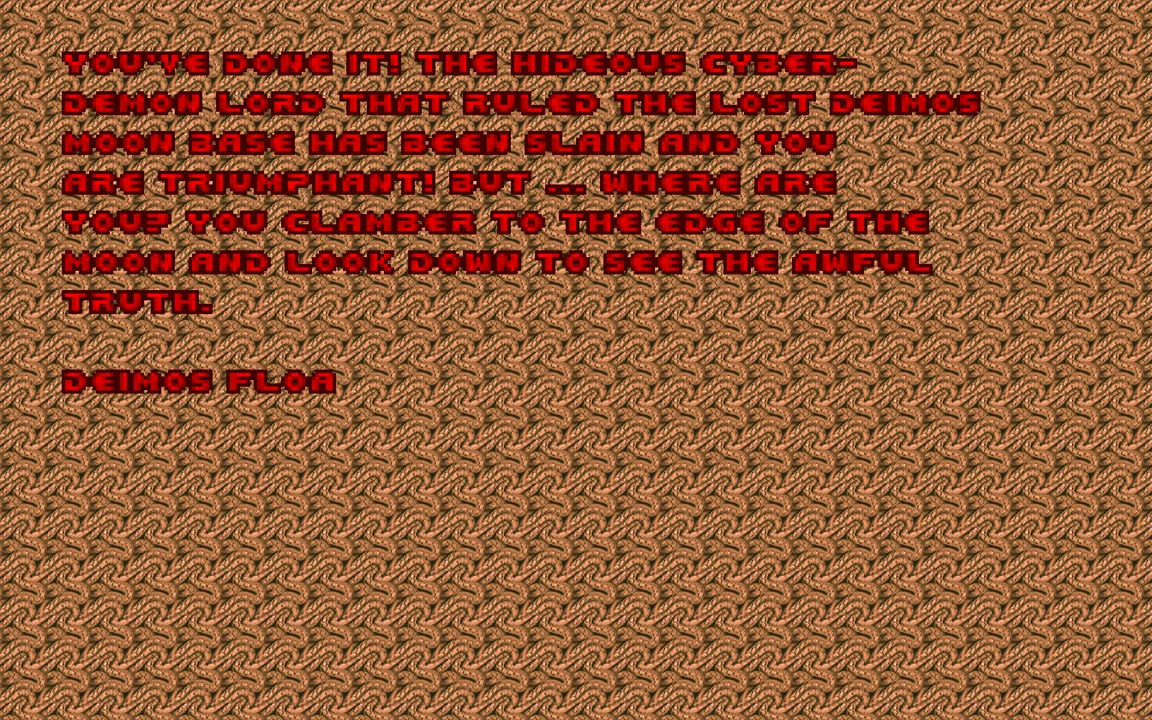 YOU'VE DONE IT! THE HIDEOUS CYBER-
DEMON LORD THAT RULED THE LOST DEIMOS
MOON BASE HAS BEEN SLAIN AND YOU
ARE TRIUMPHANT! BUT ... WHERE ARE
YOU? YOU CLAMBER TO THE EDGE OF THE
MOON AND LOOK DOWN TO SEE THE AWFUL
TRUTH.
DEIMOS FLOA